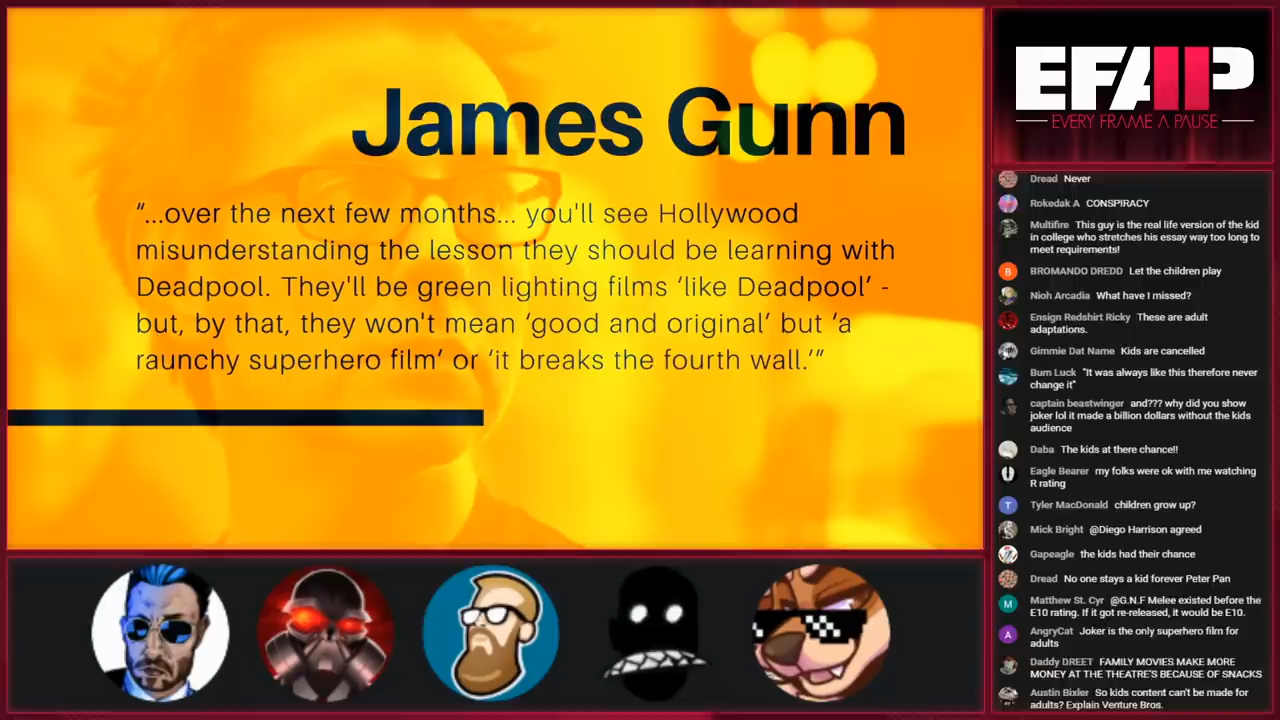 James Gunn
“...over the next few months... you'll see Hollywood
misunderstanding the lesson they should be learning with
Deadpool. They'll be green lighting films ‘like Deadpool’ -
but, by that, they won't mean ‘good and original’ but ‘a
raunchy superhero film’ or ‘it breaks the fourth wall.’”
EFAP
EVERY FRAME A PAUSE
Dread Never
Rokedak A CONSPIRACY
Multifire This guy is the real life version of the kid
in college who stretches his essay way too long to
meet requirements!
B BROMANDO DREDD Let the children play
Nioh Arcadia What have I missed?
Ensign Redshirt Ricky These are adult
adaptations.
Gimmie Dat Name Kids are cancelled
Bum Luck "It was always like this therefore never
change it"
captain beastwinger and??? why did you show
joker lol it made a billion dollars without the kids
audience
Daba The kids at there chance!!
Eagle Bearer my folks were ok with me watching
R rating
T Tyler MacDonald children grow up?
Mick Bright @Diego Harrison agreed
Gapeagle the kids had their chance
Dread No one stays a kid forever Peter Pan
M Matthew St. Cyr @G.N.F Melee existed before the
E10 rating. If it got re-released, it would be E10.
A AngryCat Joker is the only superhero film for
adults
Daddy DREET FAMILY MOVIES MAKE MORE
MONEY AT THE THEATRE'S BECAUSE OF SNACKS
Austin Bixler So kids content can't be made for
adults? Explain Venture Bros.